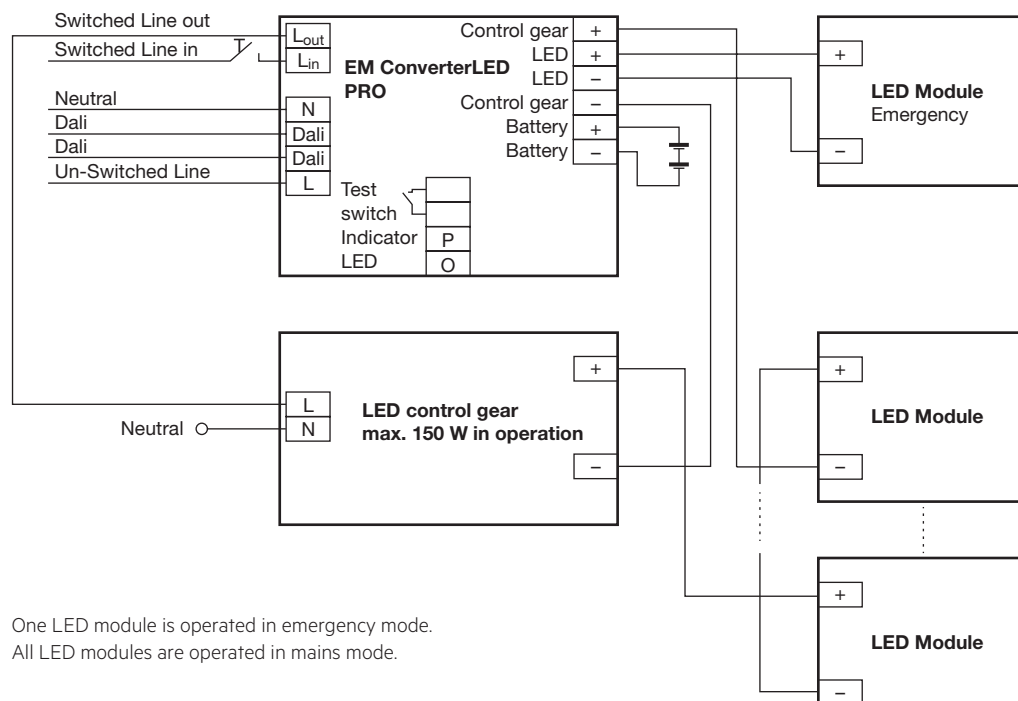 Switched Line out
Switched Line in
Neutral
Dali
Dali
Un-Switched Line
Lout
Lin
N
Dali
Dali
L
EM ConverterLED
PRO
Test
switch
Indicator
LED
P
O
Control gear +
LED +
LED −
Control gear −
Battery +
Battery −
+
−
LED Module
Emergency
L
N
Neutral
LED control gear
max. 150 W in operation
+
−
+
−
LED Module
+
−
LED Module
One LED module is operated in emergency mode.
All LED modules are operated in mains mode.